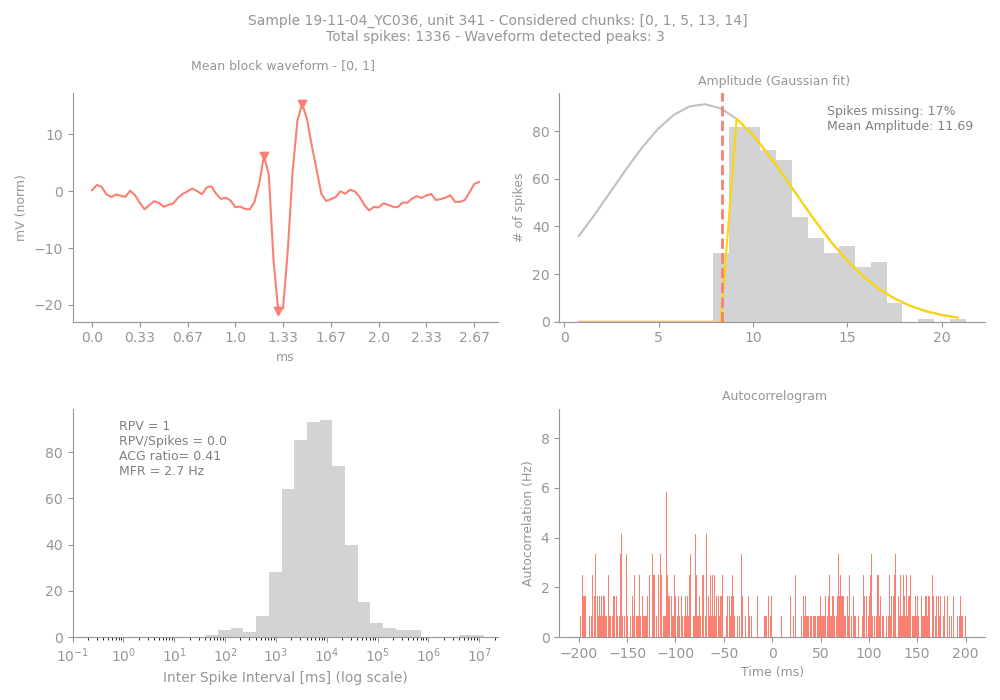 Sample 19-11-04_YC036, unit 341 - Considered chunks: [0, 1, 5, 13, 14]
Total spikes: 1336 - Waveform detected peaks: 3
Mean block waveform - [0, 1]
mV (norm)
10
0
−10
−20
0.0 0.33 0.67 1.0 1.33 1.67 2.0 2.33 2.67
ms
Amplitude (Gaussian fit)
Spikes missing: 17%
Mean Amplitude: 11.69
# of spikes
80
60
40
20
0
0 5 10 15 20
RPV = 1
RPV/Spikes = 0.0
ACG ratio= 0.41
MFR = 2.7 Hz
80
60
40
20
0
10⁻¹ 10⁰ 10¹ 10² 10³ 10⁴ 10⁵ 10⁶ 10⁷
Inter Spike Interval [ms] (log scale)
Autocorrelogram
Autocorrelation (Hz)
8
6
4
2
0
−200 −150 −100 −50 0 50 100 150 200
Time (ms)